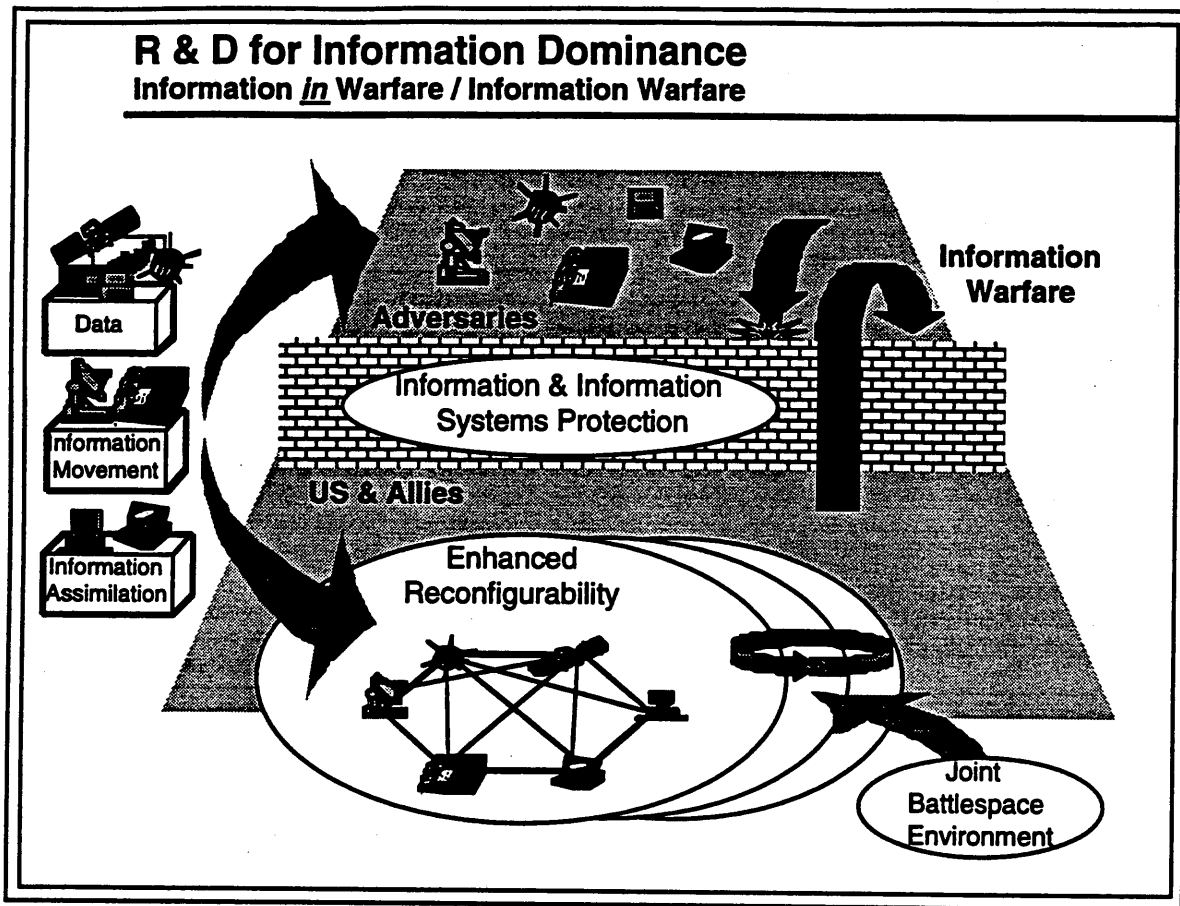 R & D for Information Dominance
Information in Warfare / Information Warfare
Data
nformation
Movement
Information
Assimilation
Adversaries
Information
Warfare
Information & Information
Systems Protection
US & Allies
Enhanced
Reconfigurability
Joint
Battlespace
Environment